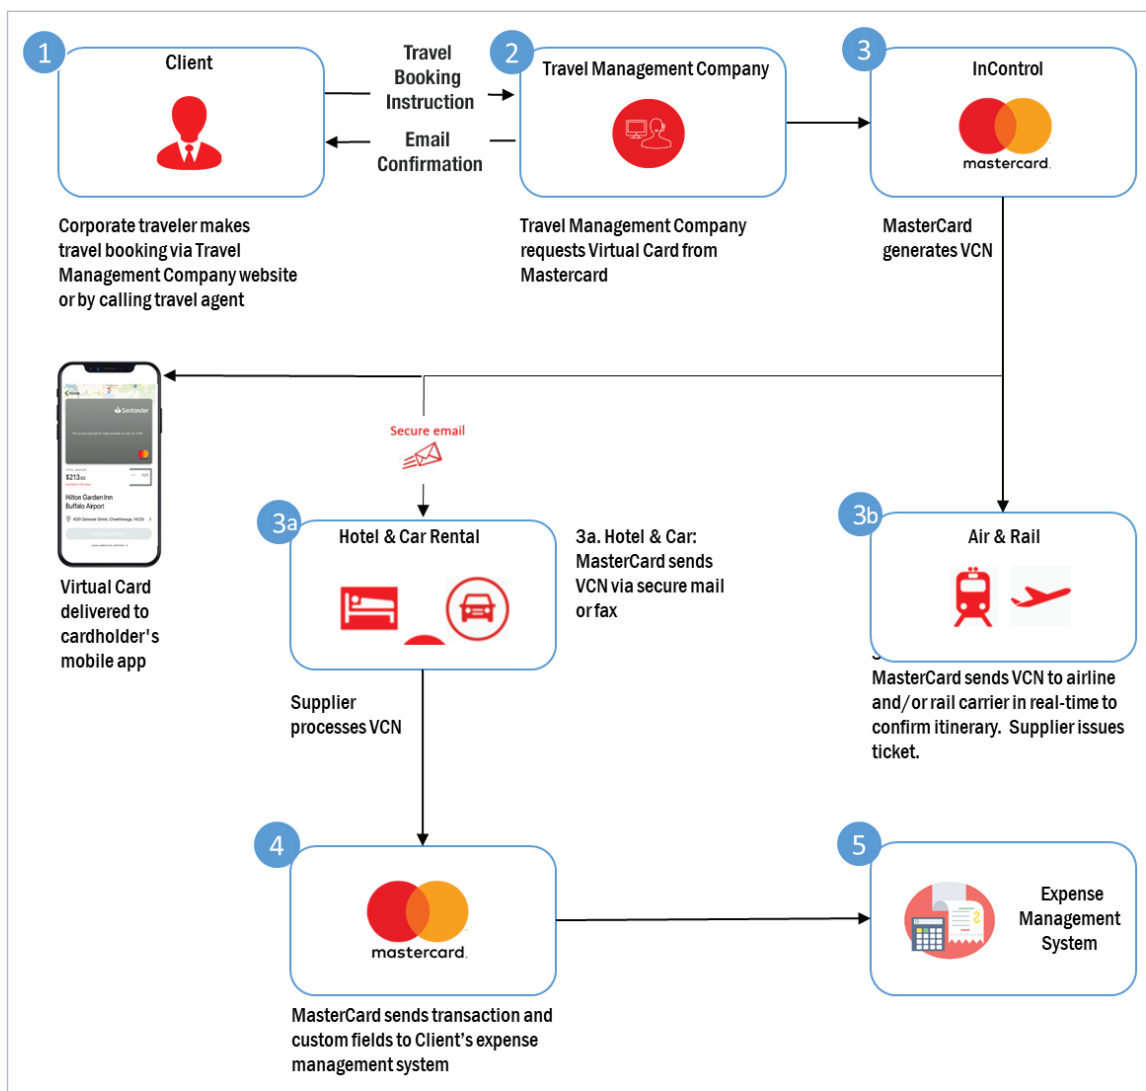 1
Client
Travel
Booking
Instruction
Email
Confirmation
2
Travel Management Company
3
InControl
mastercard.
Corporate traveler makes
travel booking via Travel
Management Company website
or by calling travel agent
Travel Management Company
requests Virtual Card from
Mastercard
MasterCard
generates VCN
Home
Santander
$213.00
Hilton Garden Inn
Buffalo Airport
Virtual Card
delivered to
cardholder's
mobile app
Secure email
3a
Hotel & Car Rental
3a. Hotel & Car:
MasterCard sends
VCN via secure mail
or fax
3b
Air & Rail
MasterCard sends VCN to airline
and/or rail carrier in real-time to
confirm itinerary.  Supplier issues
ticket.
Supplier
processes VCN
4
mastercard.
MasterCard sends transaction and
custom fields to Client’s expense
management system
5
Expense
Management
System